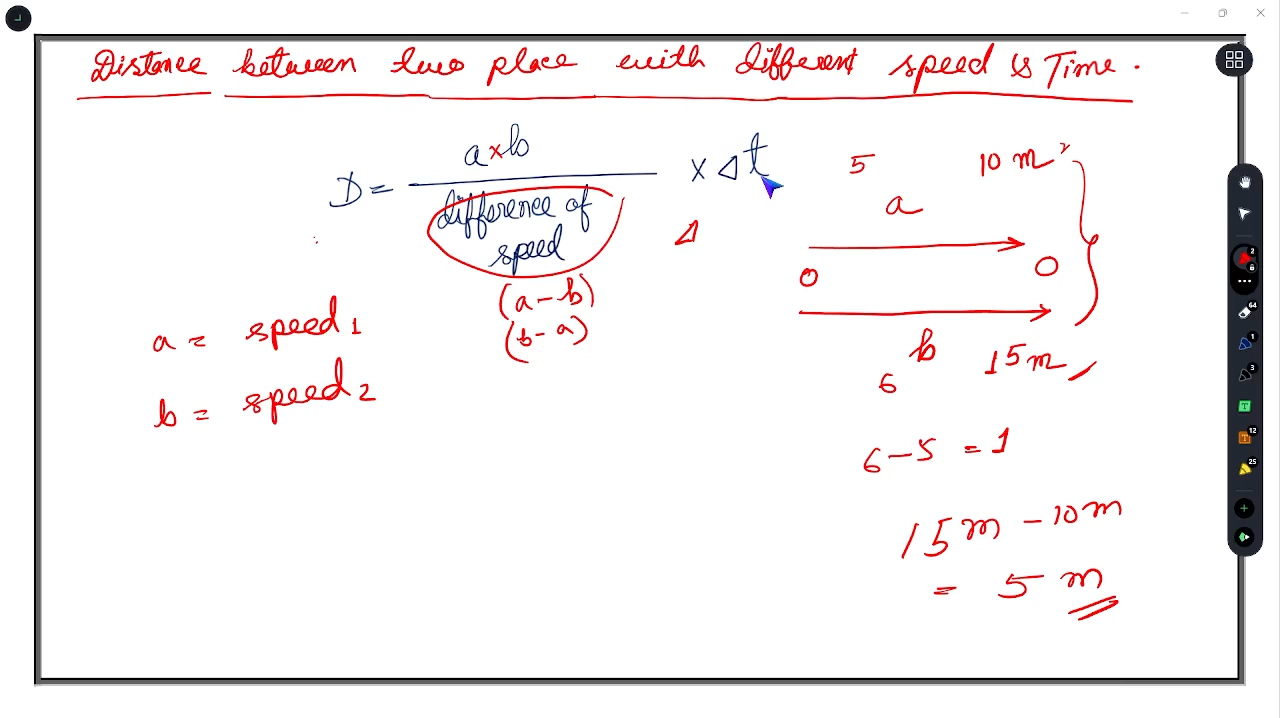 Distance between two place with different speed & Time.
D = a×b / difference of speed × Δt
Δ
(a-b)
(b-a)
a = speed 1
b = speed 2
5 10 m
a
0 0
b 15m
6
6-5 = 1
15m - 10m
= 5 m